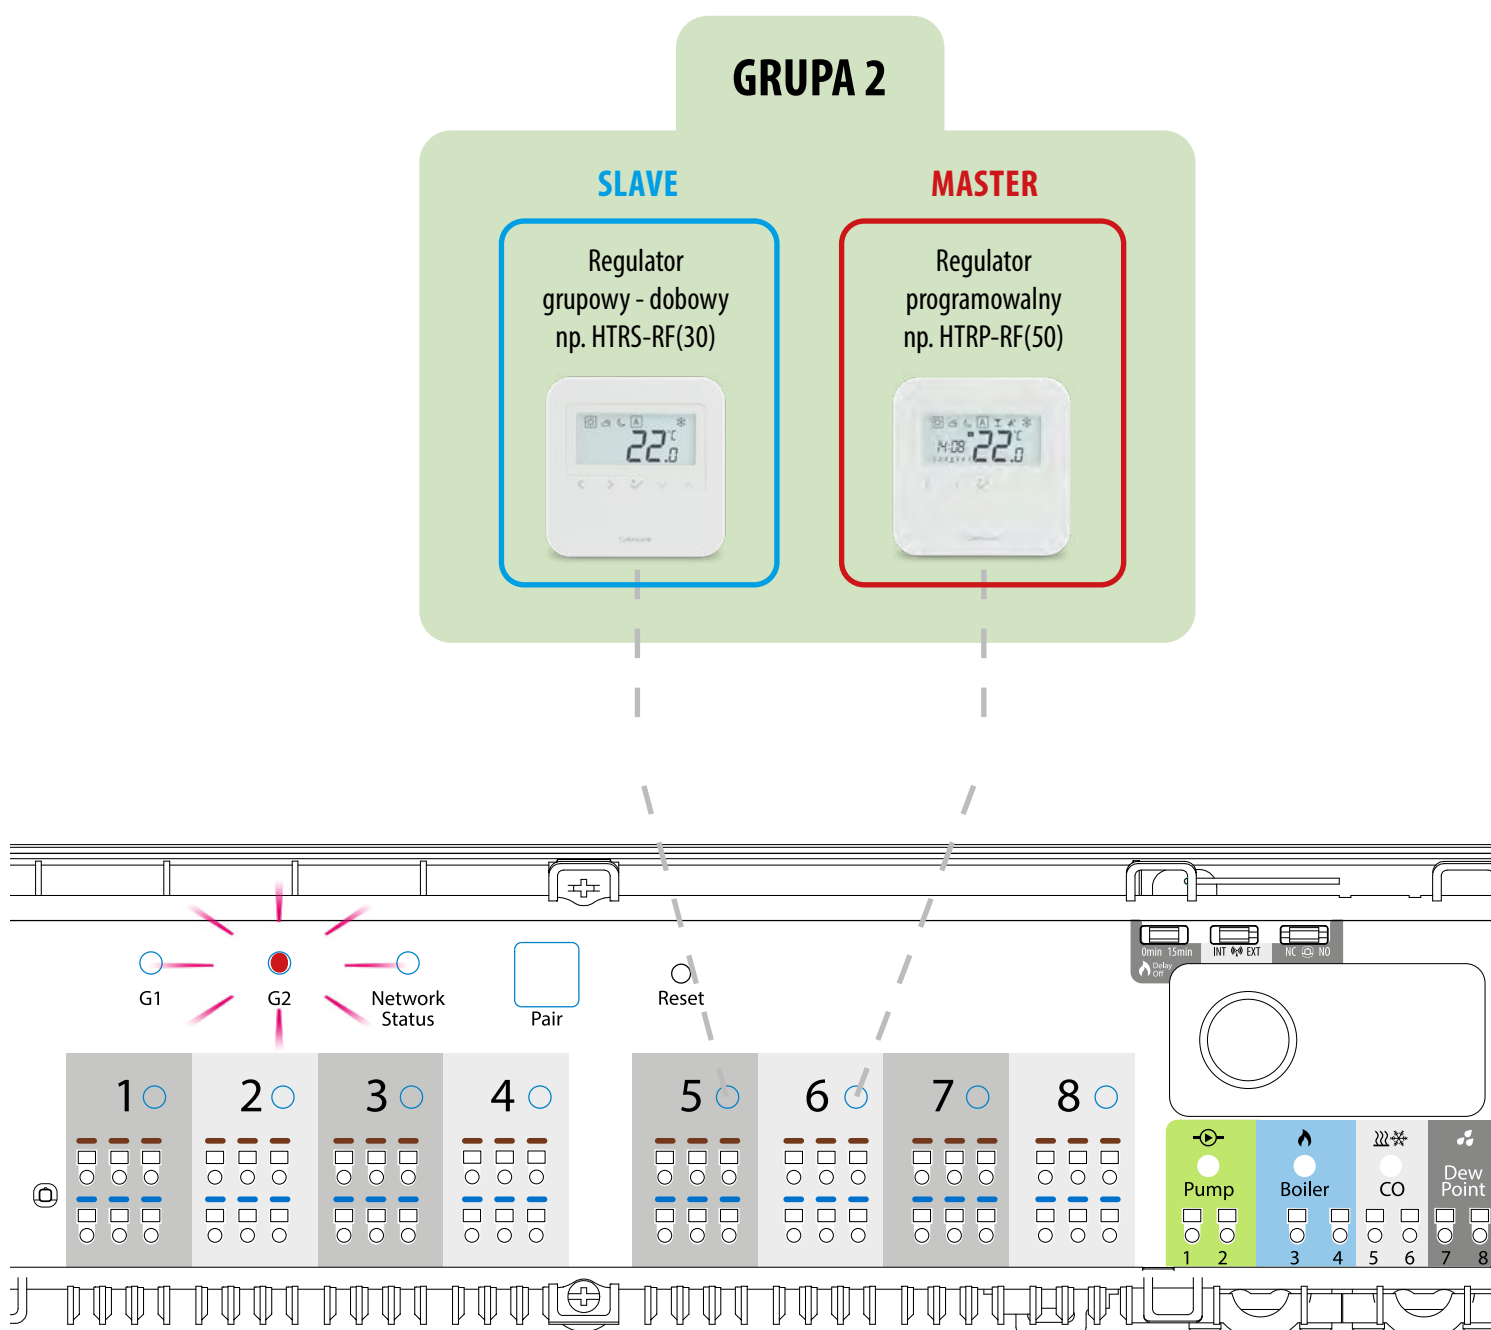 GRUPA 2
SLAVE
MASTER
Regulator
grupowy - dobowy
np. HTRS-RF(30)
Regulator
programowalny
np. HTRP-RF(50)
A
22.0 °C
A
14:08 22.0 °C
0min 15min
INT EXT
NC NO
Delay
Off
G1
G2
Network
Status
Pair
Reset
1 2 3 4 5 6 7 8
Pump
Boiler
CO
Dew
Point
1 2 3 4 5 6 7 8